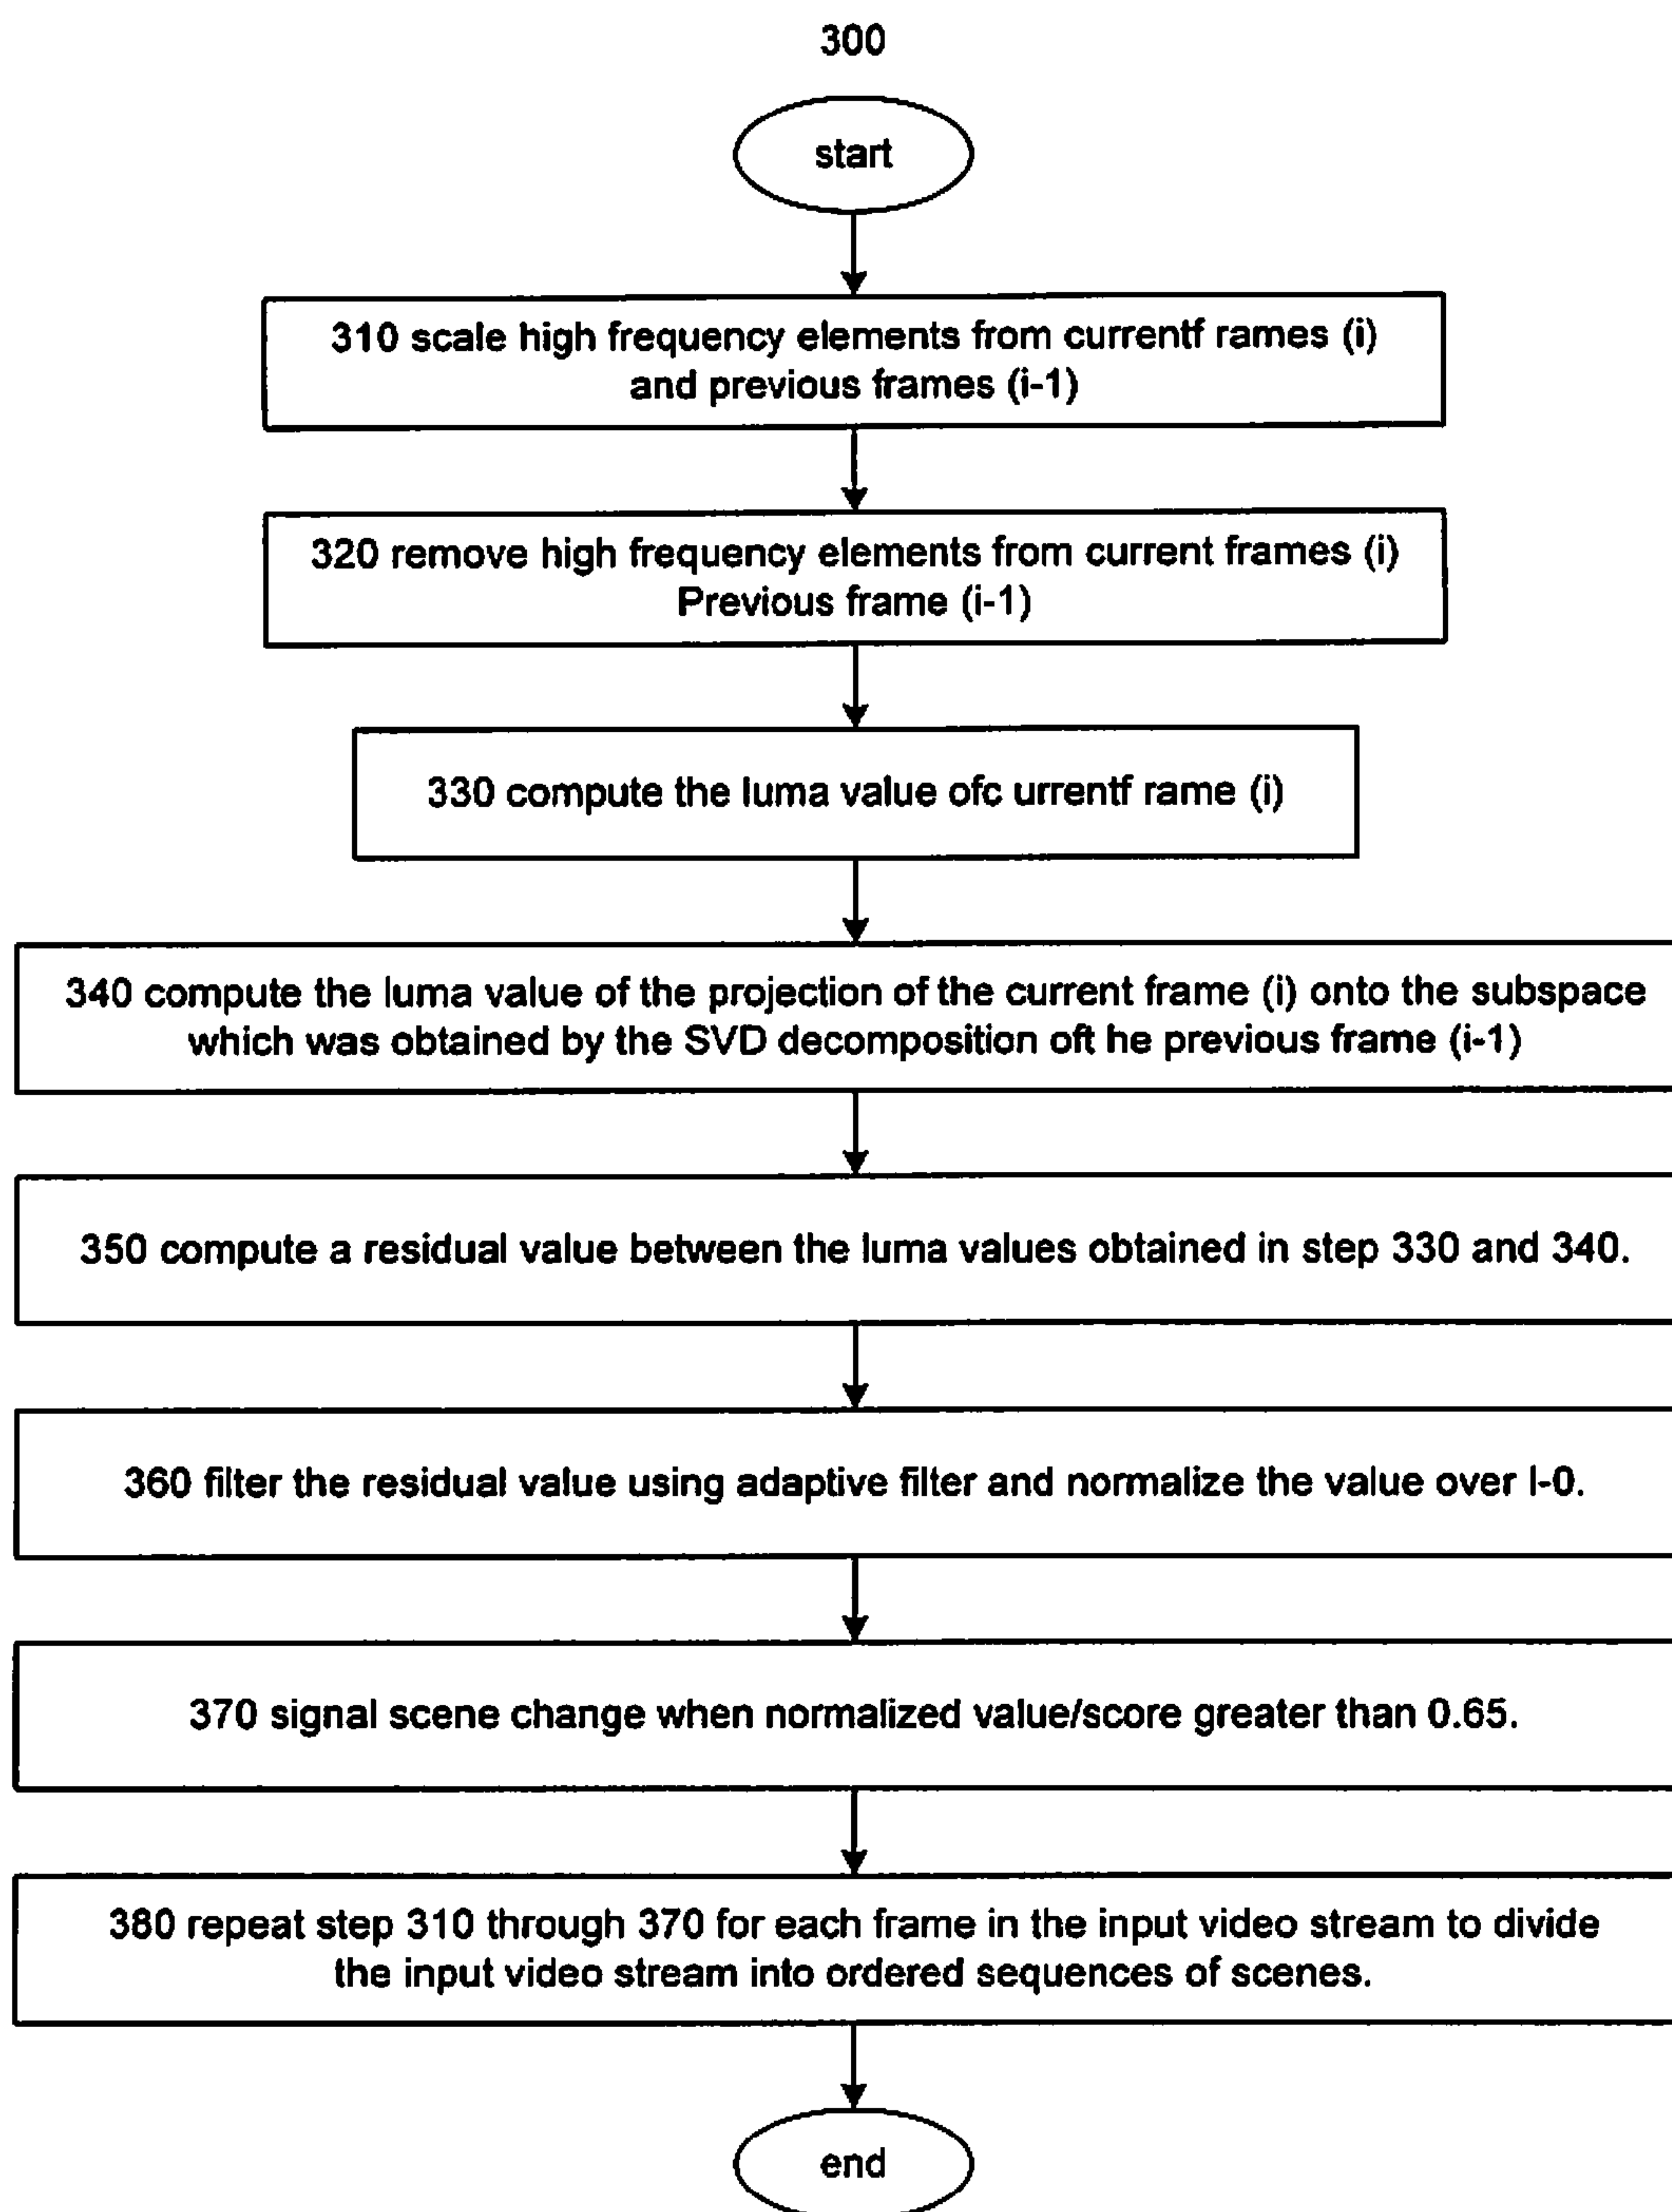 300
start
310 scale high frequency elements from currentf rames (i)
and previous frames (i-1)
320 remove high frequency elements from current frames (i)
Previous frame (i-1)
330 compute the luma value ofc urrentf rame (i)
340 compute the luma value of the projection of the current frame (i) onto the subspace
which was obtained by the SVD decomposition oft he previous frame (i-1)
350 compute a residual value between the luma values obtained in step 330 and 340.
360 filter the residual value using adaptive filter and normalize the value over I-0.
370 signal scene change when normalized value/score greater than 0.65.
380 repeat step 310 through 370 for each frame in the input video stream to divide
the input video stream into ordered sequences of scenes.
end